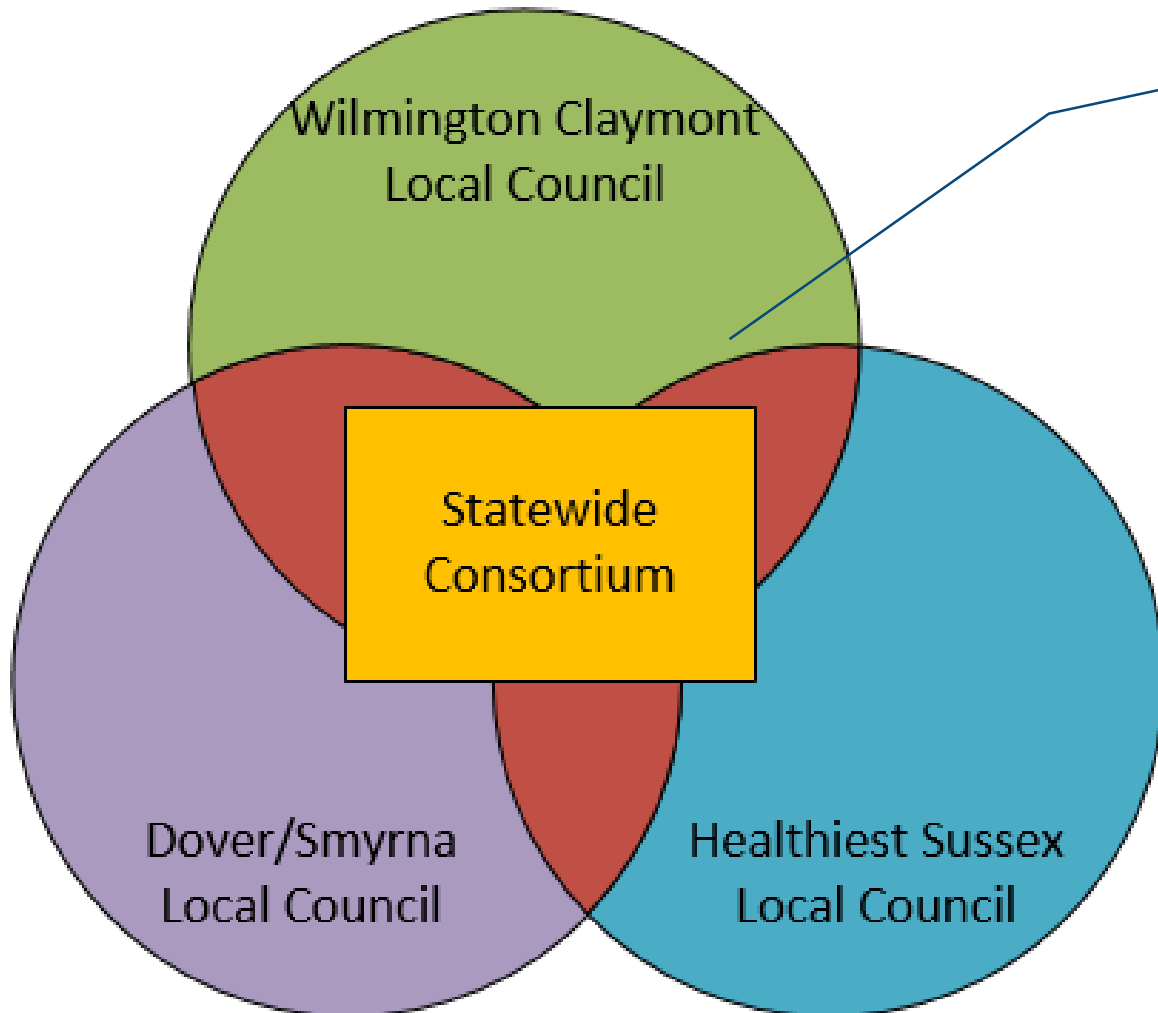 Wilmington Claymont
Local Council
Statewide
Consortium
Dover/Smyrna
Local Council
Healthiest Sussex
Local Council